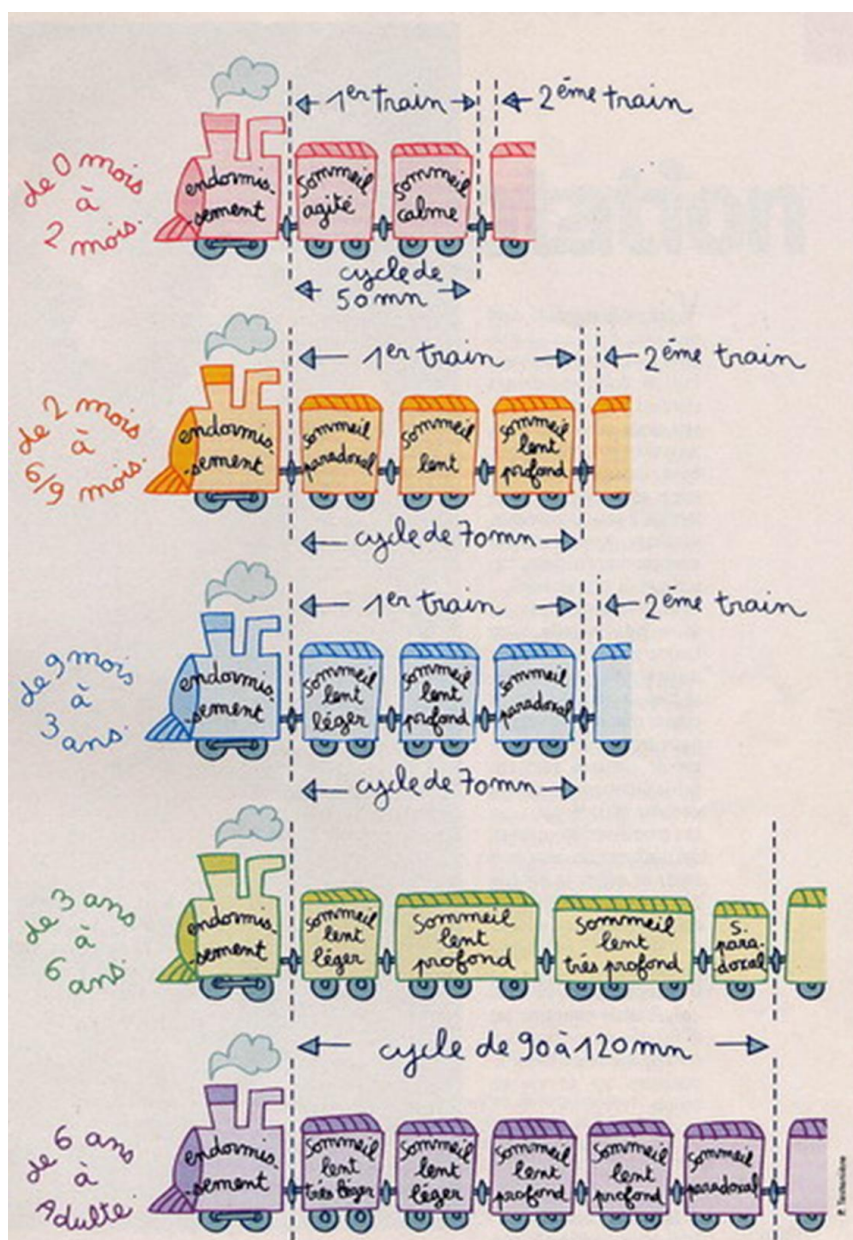 1er train
2ème train
de 0 mois
à
2 mois.
endormis-
-sement
Sommeil
agité
Sommeil
calme
cycle de
50mn
1er train
2ème train
de 2 mois
à
6/9 mois.
endormis-
-sement
Sommeil
paradoxal
Sommeil
lent
Sommeil
lent
profond
cycle de 70mn
1er train
2ème train
de 9 mois
à
3 ans.
endormis-
-sement
Sommeil
lent
léger
Sommeil
lent
profond
Sommeil
paradoxal
cycle de 70mn
de 3 ans
à
6 ans.
endormis-
-sement
Sommeil
lent
léger
Sommeil
lent
profond
Sommeil
lent
très profond
S.
para-
doxal
cycle de 90 à 120mn
de 6 ans
à
Adulte.
endormis-
-sement
Sommeil
lent
très léger
Sommeil
lent
léger
Sommeil
lent
profond
Sommeil
lent
profond
Sommeil
paradoxal